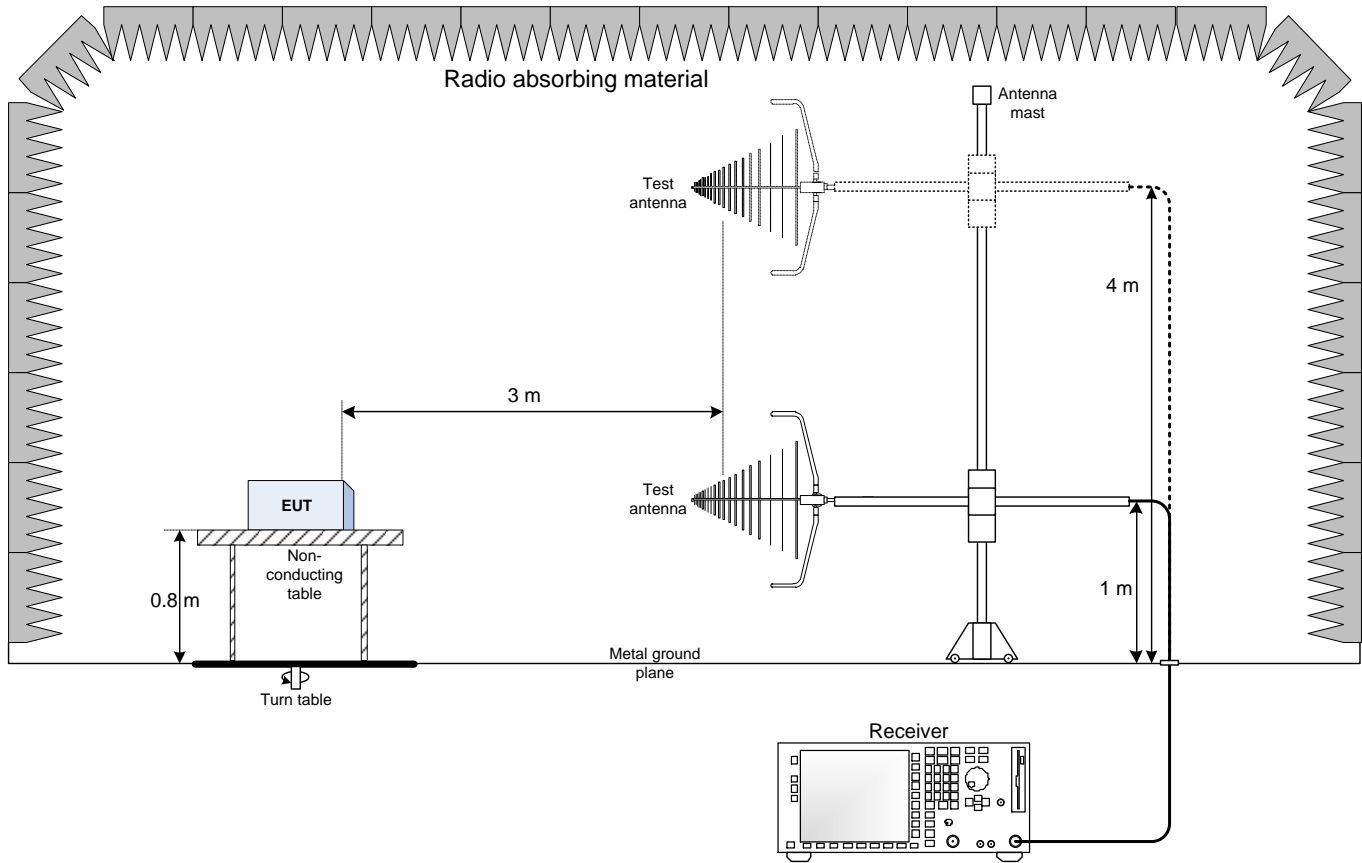 Radio absorbing material
Antenna
mast
Test
antenna
4 m
3 m
Test
antenna
EUT
Non-
conducting
table
0.8 m
1 m
Metal ground
plane
Turn table
Receiver